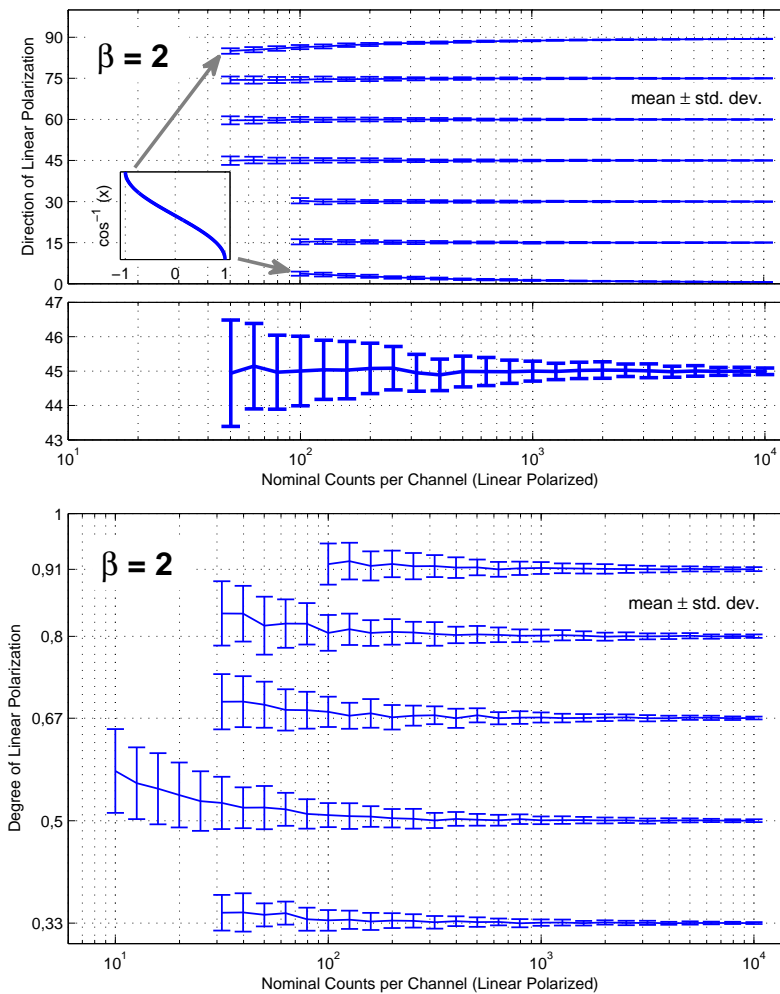 90
75
60
45
30
15
0
Direction of Linear Polarization
β = 2
mean ± std. dev.
cos⁻¹ (x)
−1 0 1
47
46
45
44
43
10¹ 10² 10³ 10⁴
Nominal Counts per Channel (Linear Polarized)
1
0,91
0,8
0,67
0,5
0,33
Degree of Linear Polarization
β = 2
mean ± std. dev.
10¹ 10² 10³ 10⁴
Nominal Counts per Channel (Linear Polarized)